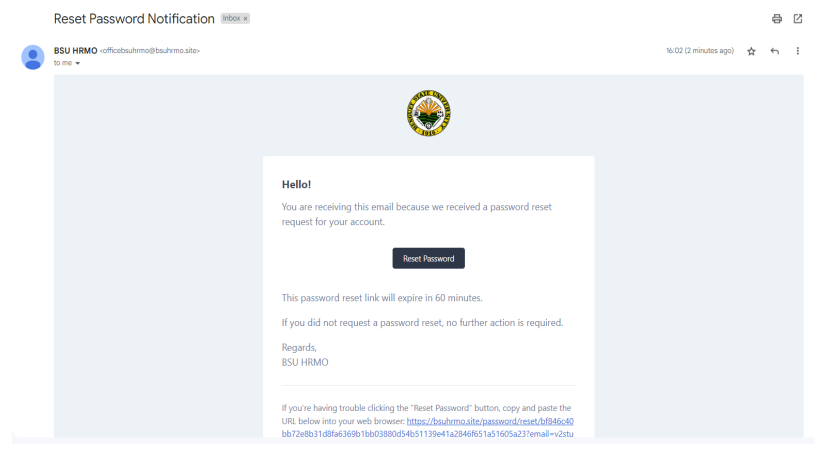 Reset Password Notification Inbox ×
BSU HRMO <officebsuhrmo@bsuhrmo.site>
16:02 (2 minutes ago)
to me
STATE UNIVERSITY
1916
Hello!
You are receiving this email because we received a password reset
request for your account.
Reset Password
This password reset link will expire in 60 minutes.
If you did not request a password reset, no further action is required.
Regards,
BSU HRMO
If you're having trouble clicking the "Reset Password" button, copy and paste the
URL below into your web browser: https://bsuhrmo.site/password/reset/bf846c40
bb72e8b31d8fa6369b1bb03880d54b51139e41a2846f651a51605a23?email=v2stu